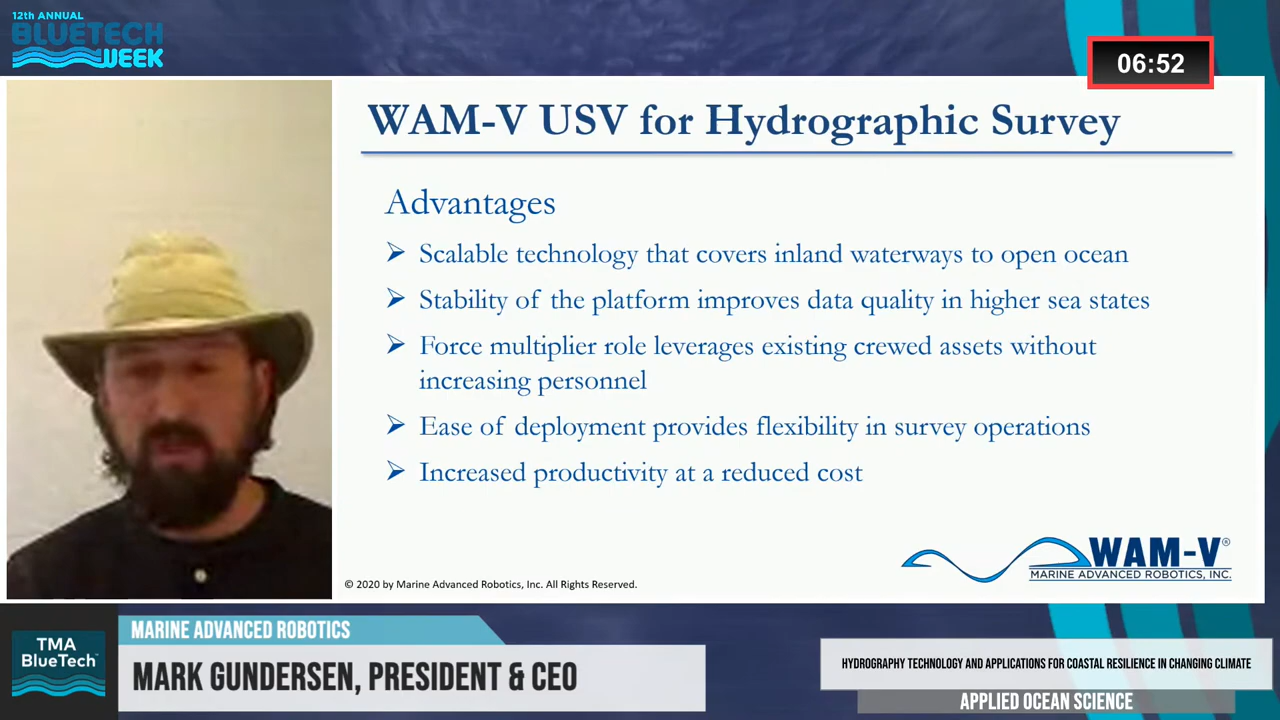 12th ANNUAL
BLUETECH
WEEK
06:52
WAM-V USV for Hydrographic Survey
Advantages
Scalable technology that covers inland waterways to open ocean
Stability of the platform improves data quality in higher sea states
Force multiplier role leverages existing crewed assets without
increasing personnel
Ease of deployment provides flexibility in survey operations
Increased productivity at a reduced cost
WAM-V®
MARINE ADVANCED ROBOTICS, INC.
© 2020 by Marine Advanced Robotics, Inc. All Rights Reserved.
TMA
BlueTech™
MARINE ADVANCED ROBOTICS
MARK GUNDERSEN, PRESIDENT & CEO
HYDROGRAPHY TECHNOLOGY AND APPLICATIONS FOR COASTAL RESILIENCE IN CHANGING CLIMATE
APPLIED OCEAN SCIENCE